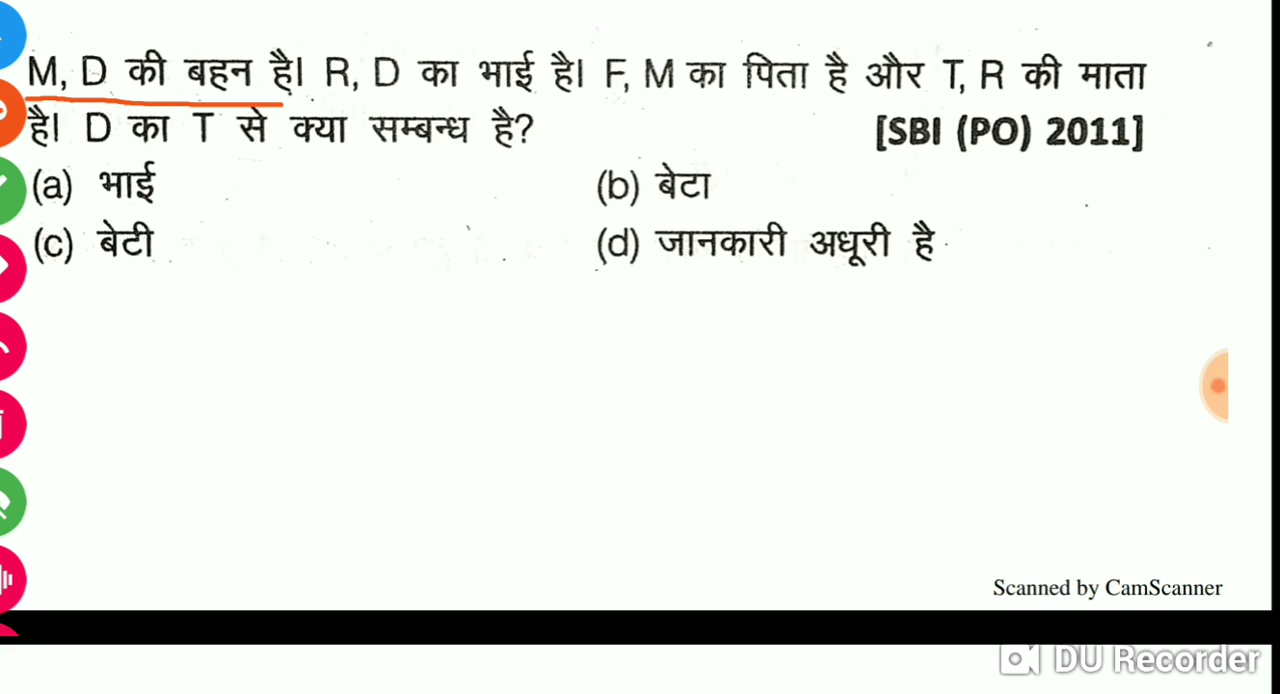 M, D की बहन है। R, D का भाई है। F, M का पिता है और T, R की माता
है। D का T से क्या सम्बन्ध है? [SBI (PO) 2011]
(a) भाई (b) बेटा
(c) बेटी (d) जानकारी अधूरी है
Scanned by CamScanner
DU Recorder